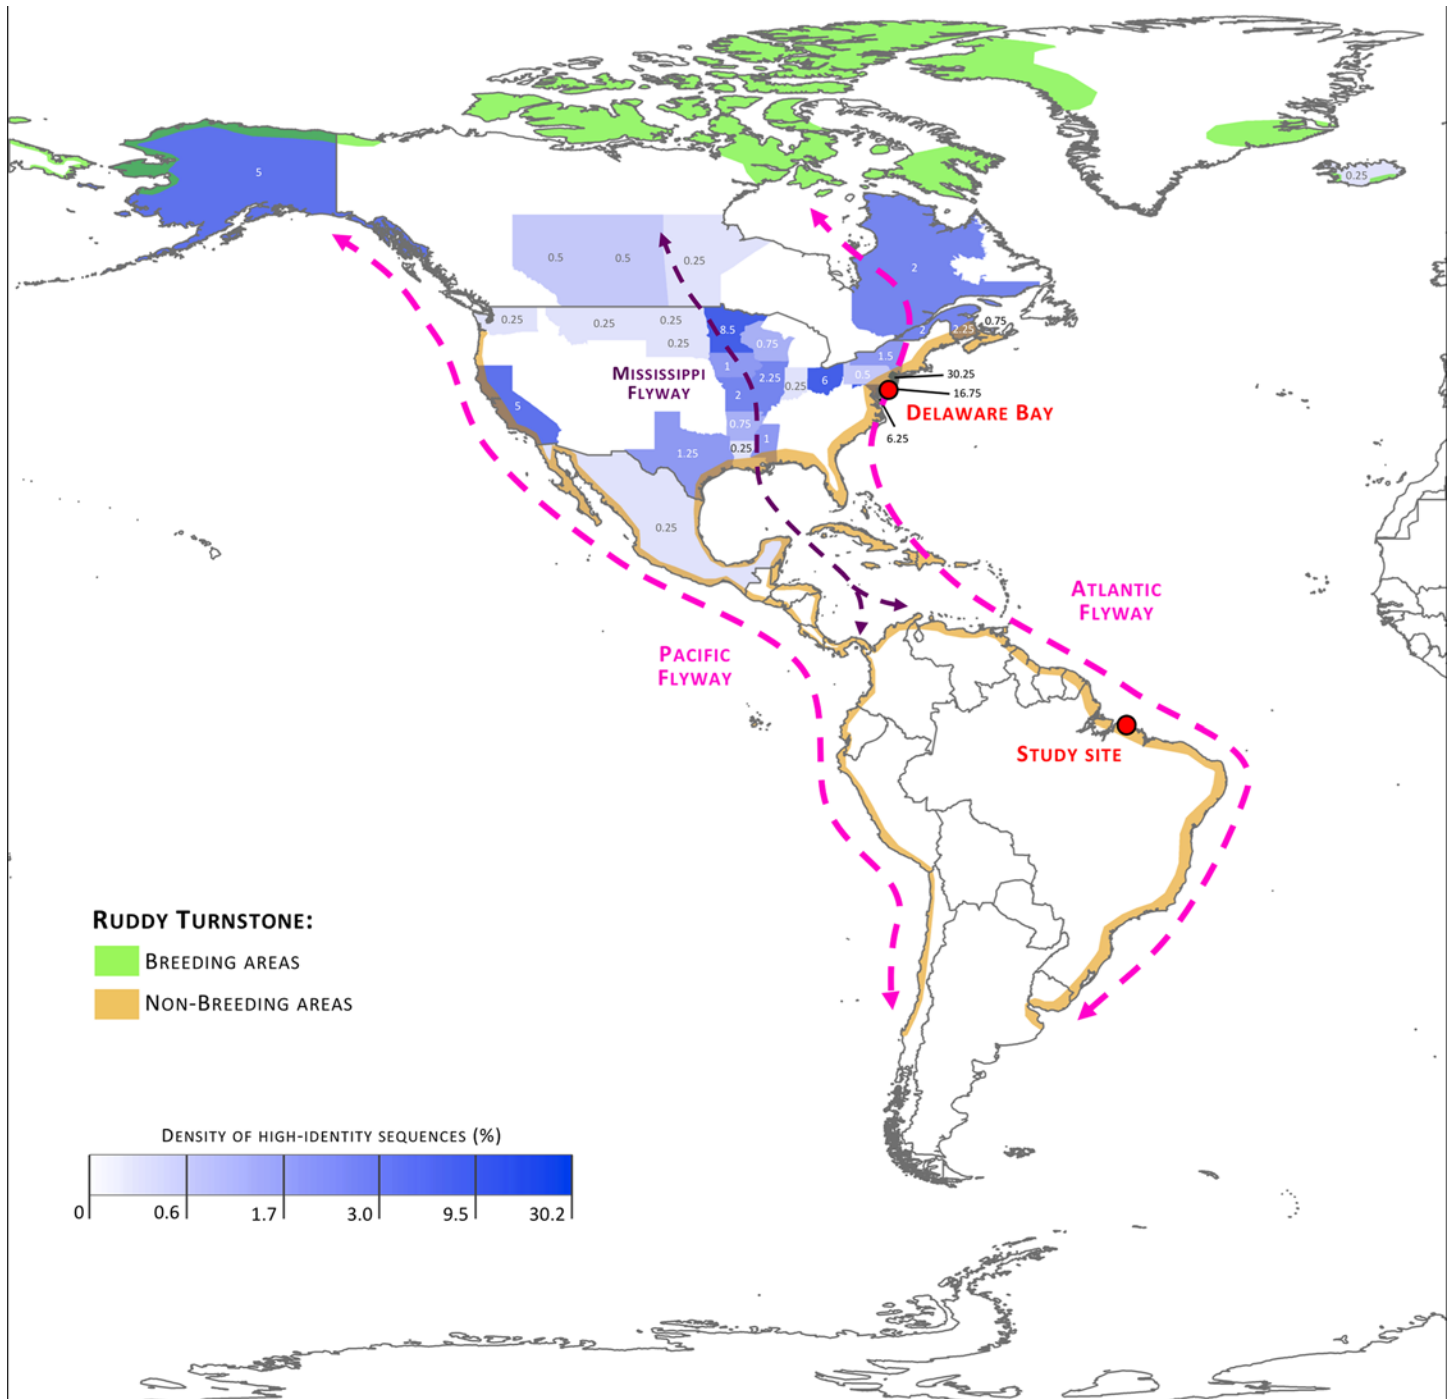 5
0.25
0.5
0.5
0.25
2
0.25
0.25
0.25
0.25
8.5
0.75
2
2.25
0.75
1.5
0.5
1
2.25
0.25
6
2
0.75
0.25
1
1.25
5
0.25
30.25
16.75
6.25
MISSISSIPPI
FLYWAY
DELAWARE BAY
ATLANTIC
FLYWAY
PACIFIC
FLYWAY
STUDY SITE
RUDDY TURNSTONE:
BREEDING AREAS
NON-BREEDING AREAS
DENSITY OF HIGH-IDENTITY SEQUENCES (%)
0 0.6 1.7 3.0 9.5 30.2